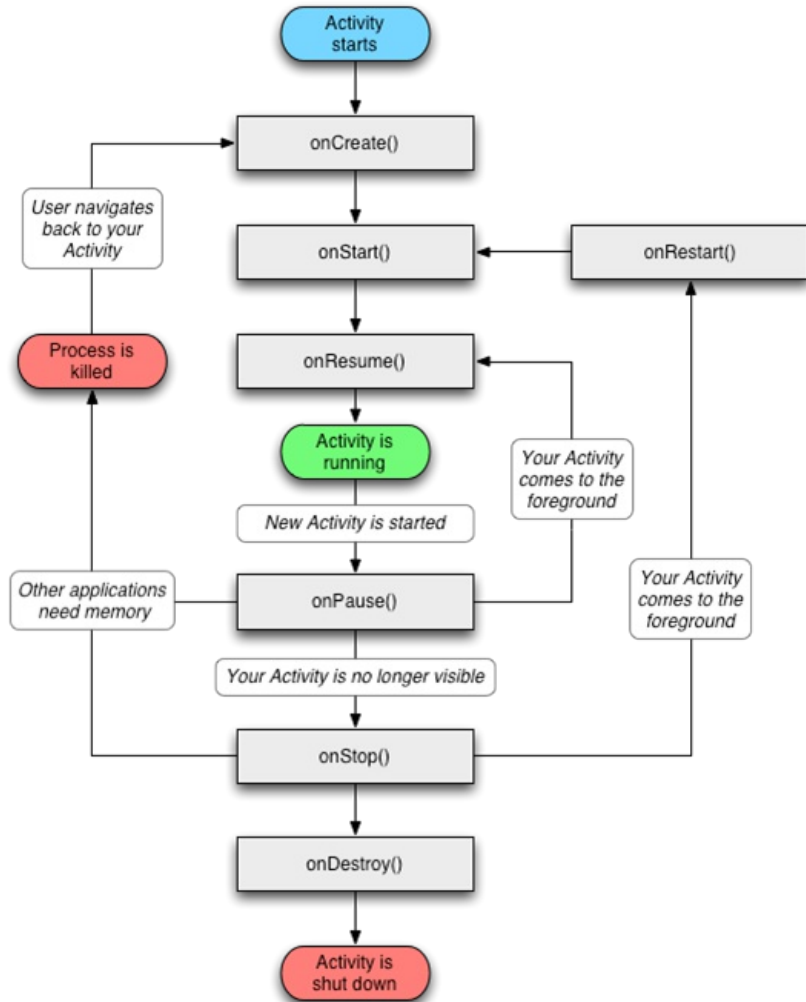 Activity
starts
onCreate()
User navigates
back to your
Activity
onStart()
onRestart()
Process is
killed
onResume()
Activity is
running
Your Activity
comes to the
foreground
New Activity is started
Other applications
need memory
onPause()
Your Activity
comes to the
foreground
Your Activity is no longer visible
onStop()
onDestroy()
Activity is
shut down